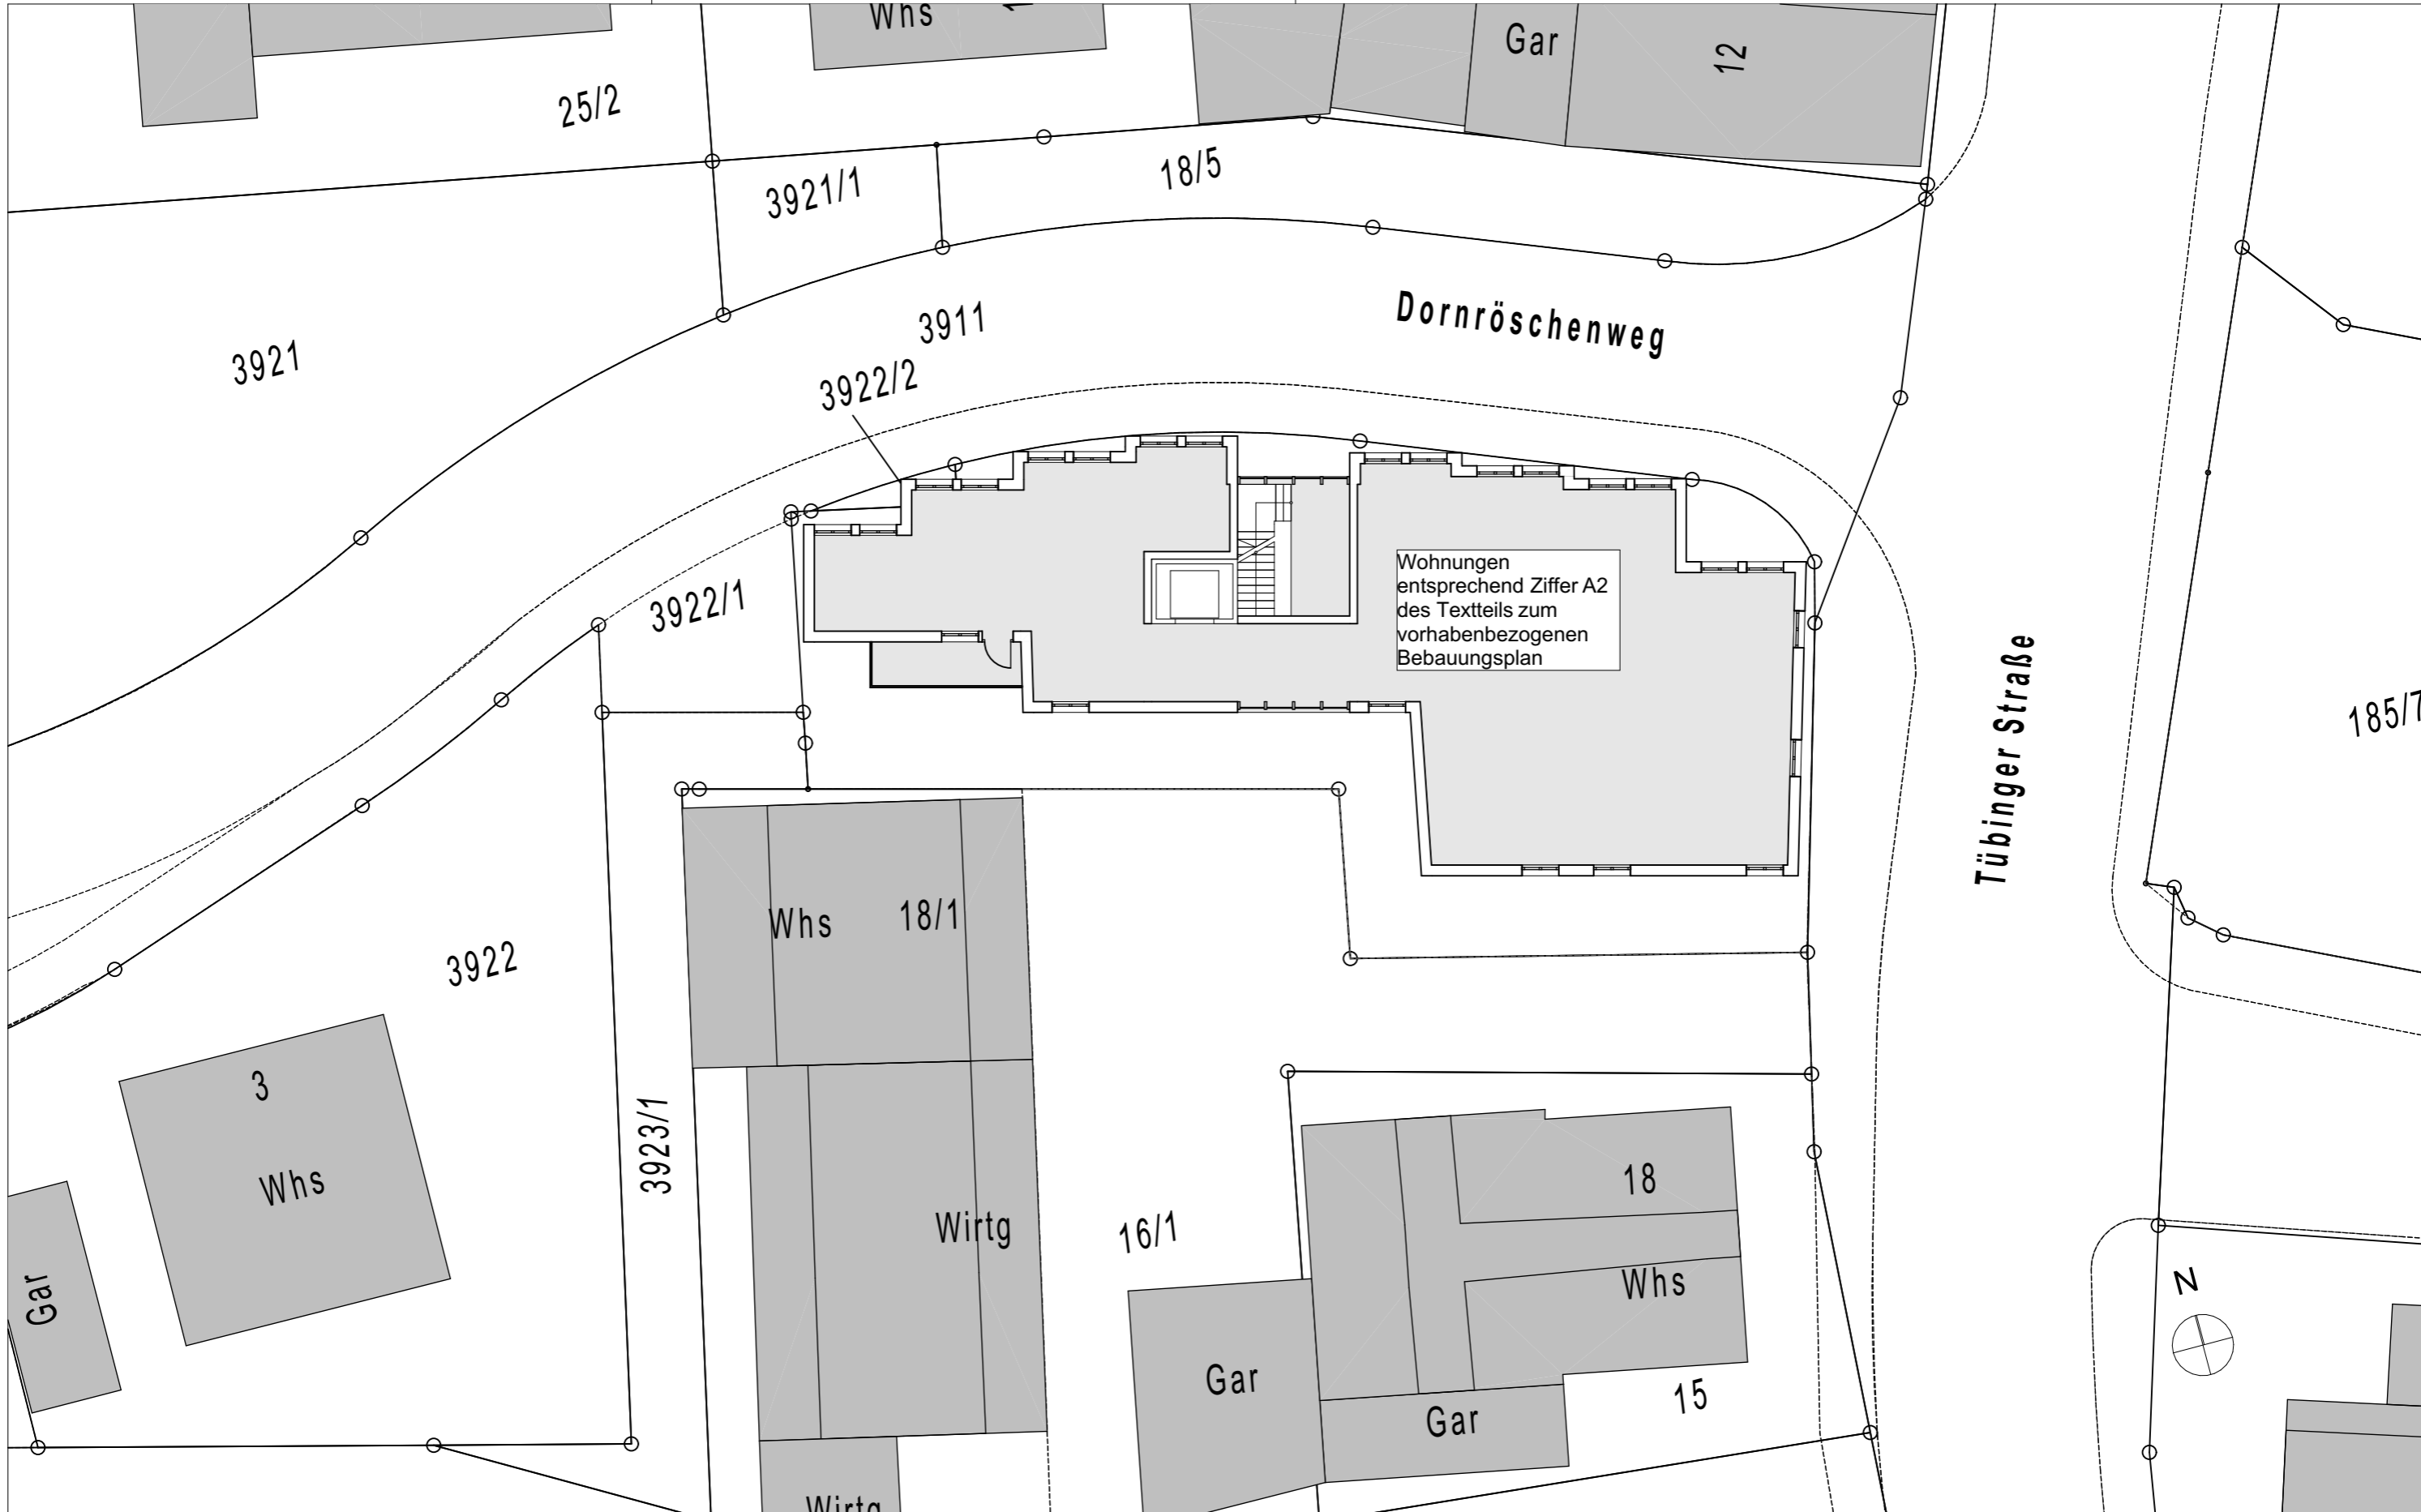 Whs
Gar
12
25/2
18/5
3921/1
3911
Dornröschenweg
3921
3922/2
Wohnungen
entsprechend Ziffer A2
des Textteils zum
vorhabenbezogenen
Bebauungsplan
3922/1
Tübinger Straße
185/7
Whs
18/1
3922
3
Whs
3923/1
18
Wirtg
16/1
Whs
Gar
N
Gar
Gar
15
Wirtg